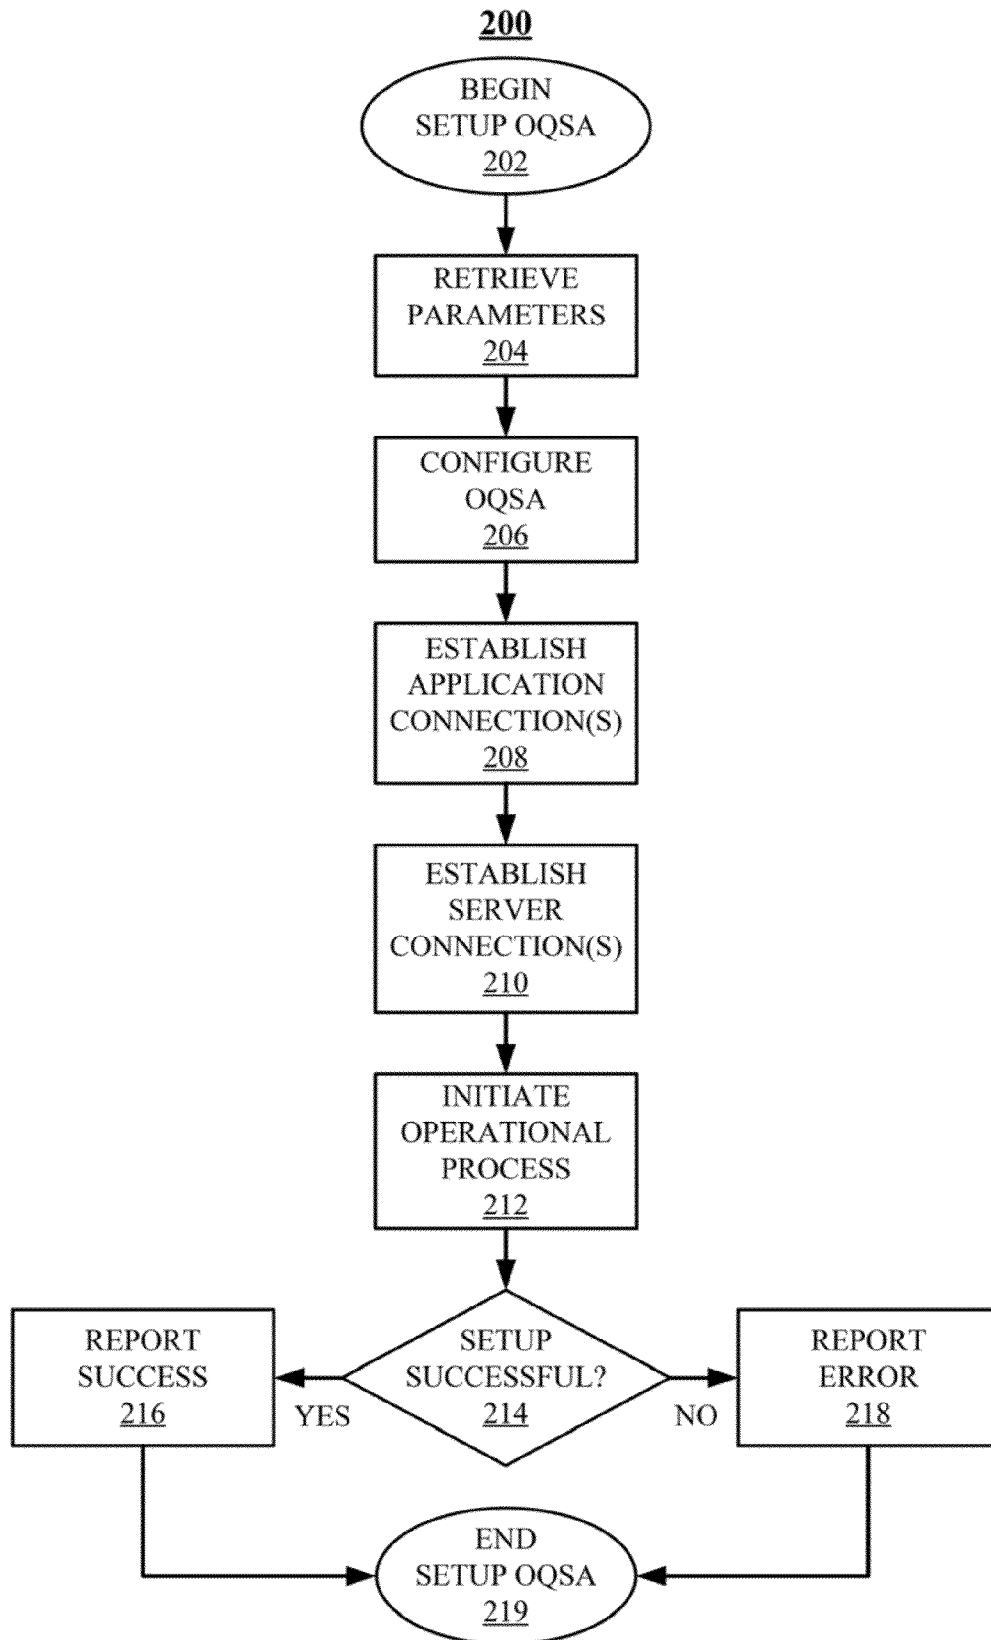 200
BEGIN
SETUP OQSA
202
RETRIEVE
PARAMETERS
204
CONFIGURE
OQSA
206
ESTABLISH
APPLICATION
CONNECTION(S)
208
ESTABLISH
SERVER
CONNECTION(S)
210
INITIATE
OPERATIONAL
PROCESS
212
SETUP
SUCCESSFUL?
214
YES
NO
REPORT
SUCCESS
216
REPORT
ERROR
218
END
SETUP OQSA
219